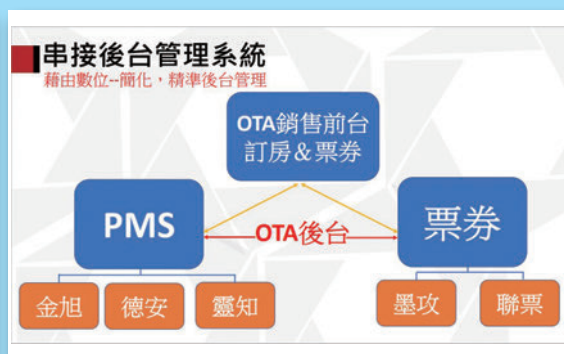 串接後台管理系統
藉由數位--簡化，精準後台管理
OTA銷售前台
訂房＆票券
PMS
OTA後台
票券
金旭
德安
靈知
墨攻
聯票